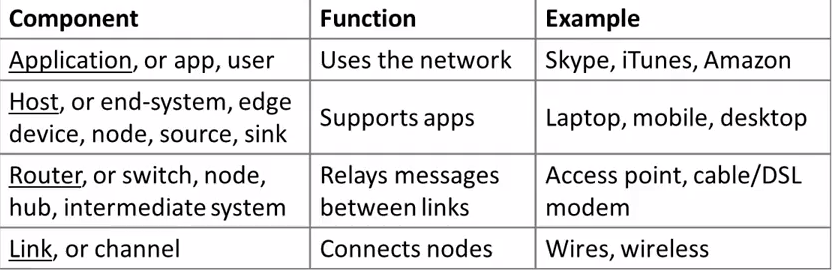 Component Function Example
Application, or app, user Uses the network Skype, iTunes, Amazon
Host, or end-system, edge
device, node, source, sink
Supports apps Laptop, mobile, desktop
Router, or switch, node,
hub, intermediate system
Relays messages
between links
Access point, cable/DSL
modem
Link, or channel Connects nodes Wires, wireless